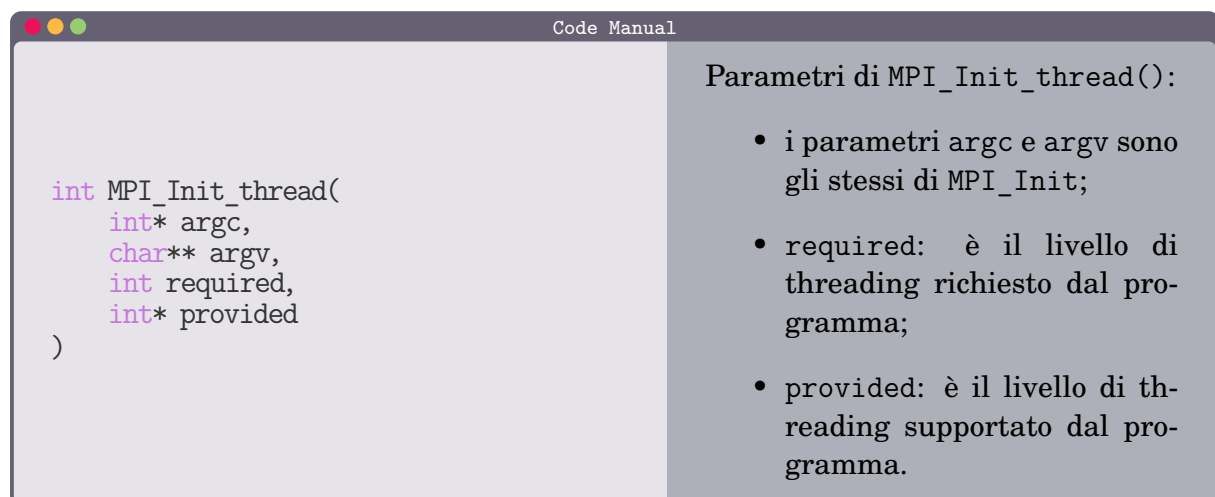 Code Manual
int MPI_Init_thread(
int* argc,
char** argv,
int required,
int* provided
)
Parametri di MPI_Init_thread():
• i parametri argc e argv sono
gli stessi di MPI_Init;
• required: è il livello di
threading richiesto dal pro-
gramma;
• provided: è il livello di th-
reading supportato dal pro-
gramma.